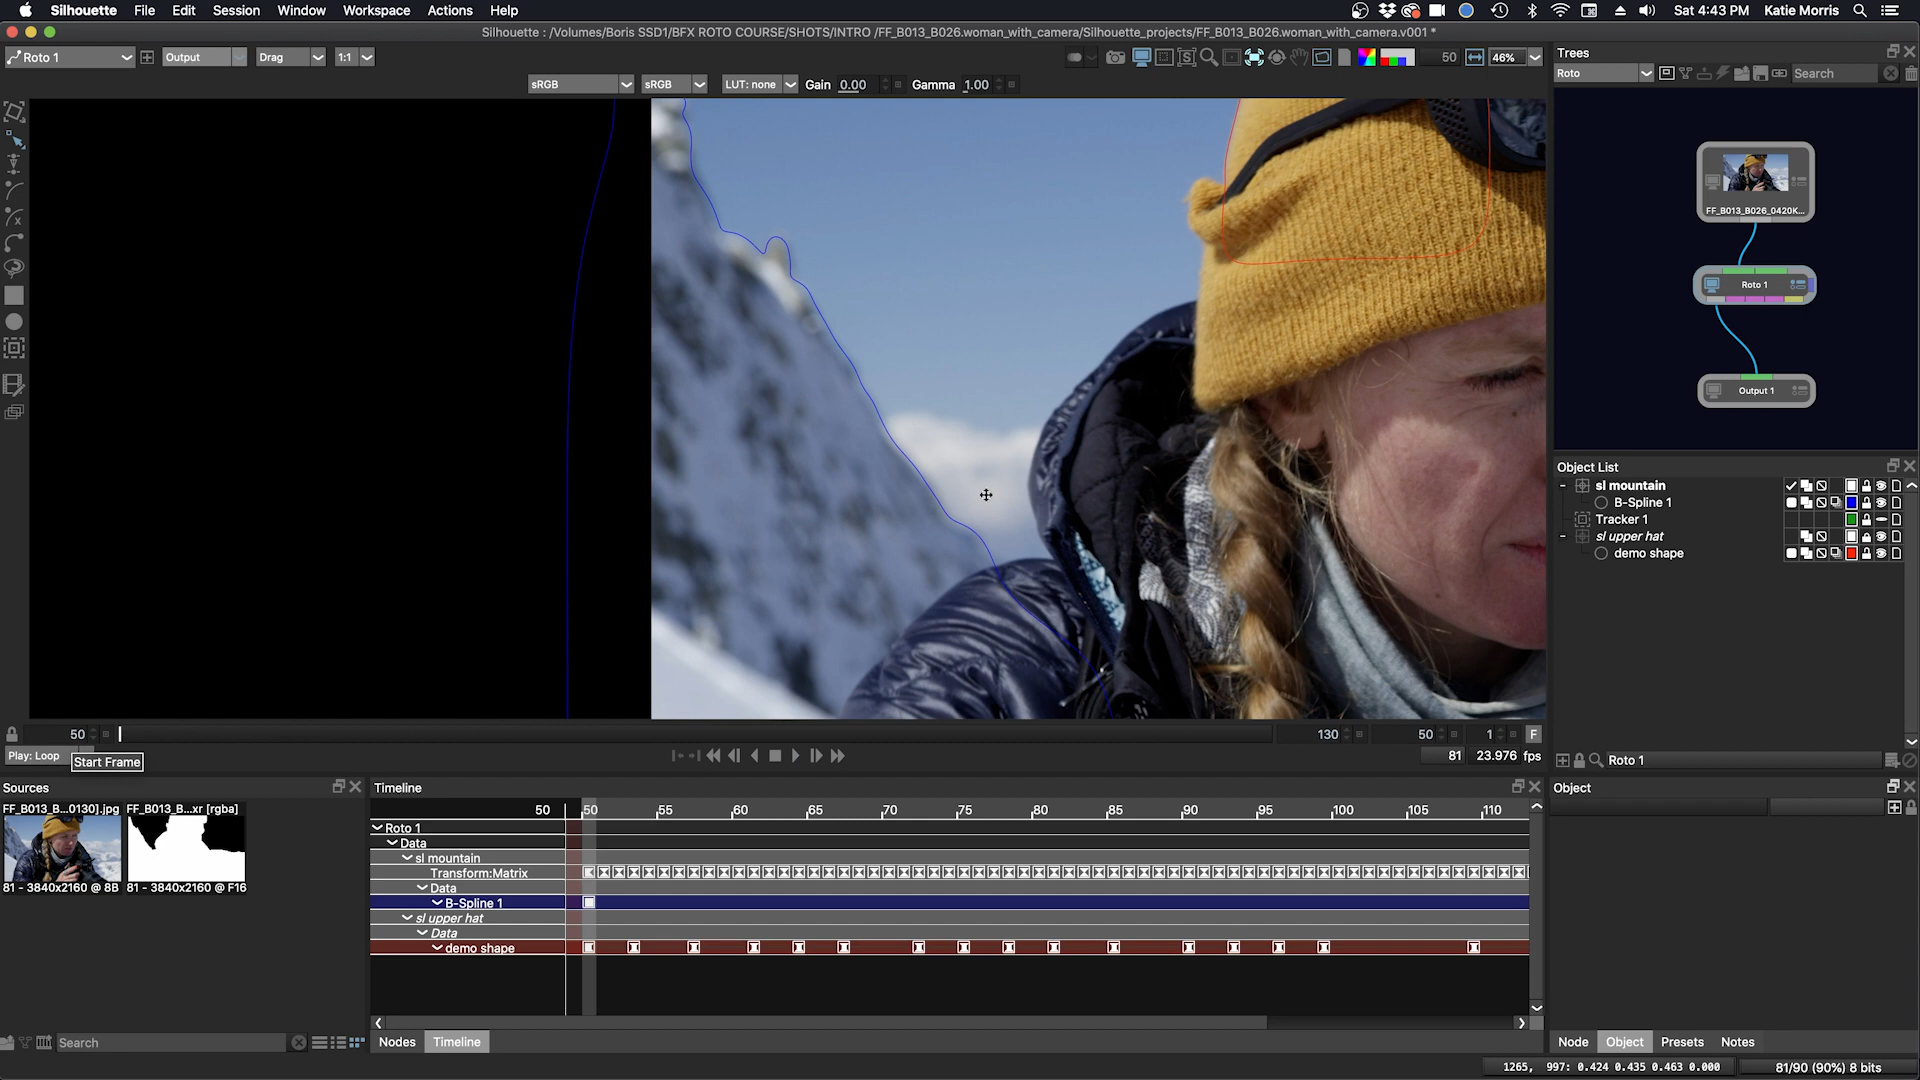 Silhouette File Edit Session Window Workspace Actions Help Sat 4:43 PM Katie Morris
Silhouette : /Volumes/Boris SSD1/BFX ROTO COURSE/SHOTS/INTRO /FF_B013_B026.woman_with_camera/Silhouette_projects/FF_B013_B026.woman_with_camera.v001 *
Roto 1 Output Drag 1:1 50 46%
sRGB sRGB LUT: none Gain 0.00 Gamma 1.00
Trees
Roto Search
FF_B013_B026_0420K...
Roto 1
Output 1
Object List
sl mountain
B-Spline 1
Tracker 1
sl upper hat
demo shape
Roto 1
50 130 50 1 F
Play: Loop Start Frame 81 23.976 fps
Sources
FF_B013_B...0130].jpg FF_B013_B...xr [rgba]
81 - 3840x2160 @ 8B 81 - 3840x2160 @ F16
Search
Timeline
50 50 55 60 65 70 75 80 85 90 95 100 105 110
Roto 1
Data
sl mountain
Transform:Matrix
Data
B-Spline 1
sl upper hat
Data
demo shape
Nodes Timeline
Object
Node Object Presets Notes
1265, 997: 0.424 0.435 0.463 0.000 81/90 (90%) 8 bits